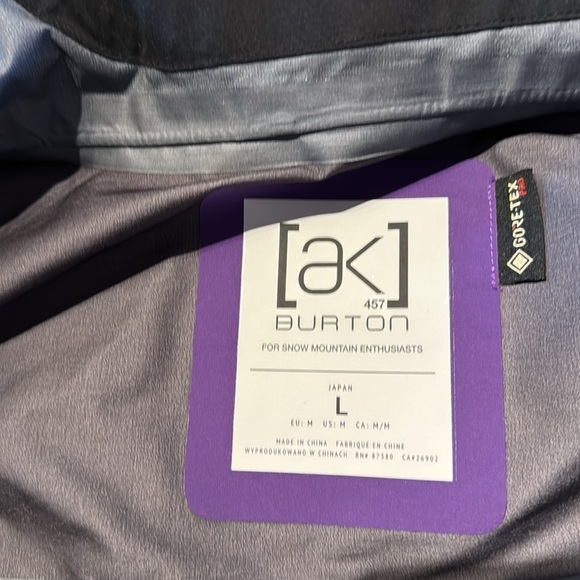 [ak]
457
BURTON
FOR SNOW MOUNTAIN ENTHUSIASTS
JAPAN
L
EU: M US: M CA: M/M
MADE IN CHINA FABRIQUÉ EN CHINE
WYPRODUKOWANO W CHINACH RN# 87580 CA#26902
GORE-TEX
PRO